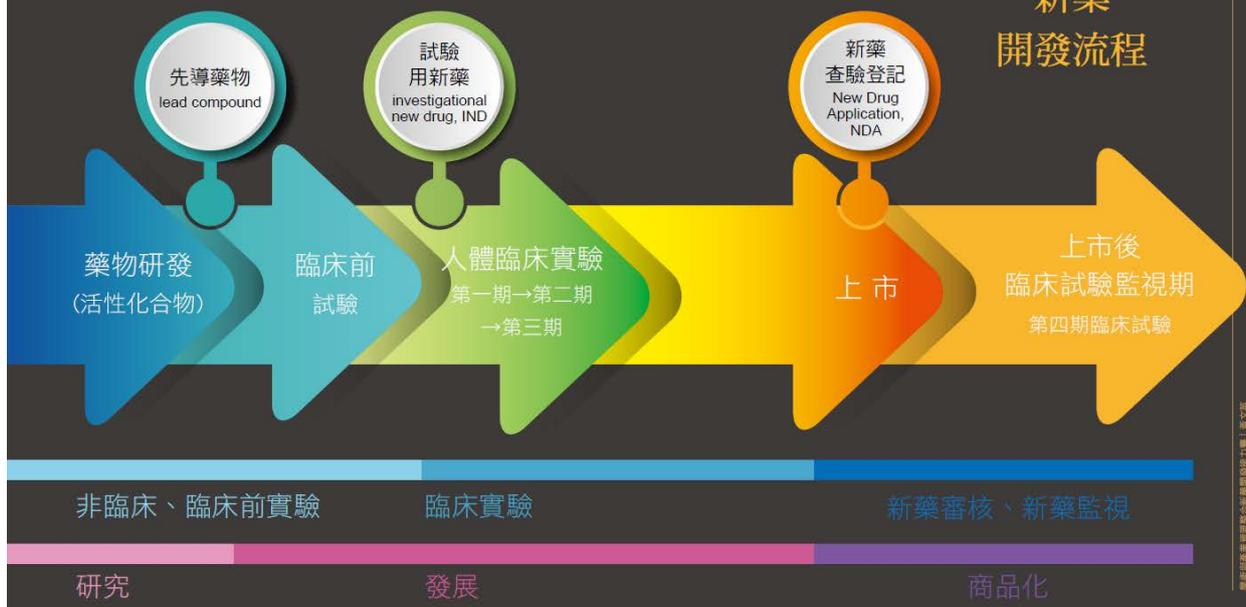 新藥
開發流程
先導藥物
lead compound
試驗
用新藥
investigational
new drug, IND
新藥
查驗登記
New Drug
Application,
NDA
藥物研發
(活性化合物)
臨床前
試驗
人體臨床實驗
第一期→第二期
→第三期
上市
上市後
臨床試驗監視期
第四期臨床試驗
非臨床、臨床前實驗
臨床實驗
新藥審核、新藥監視
研究
發展
商品化